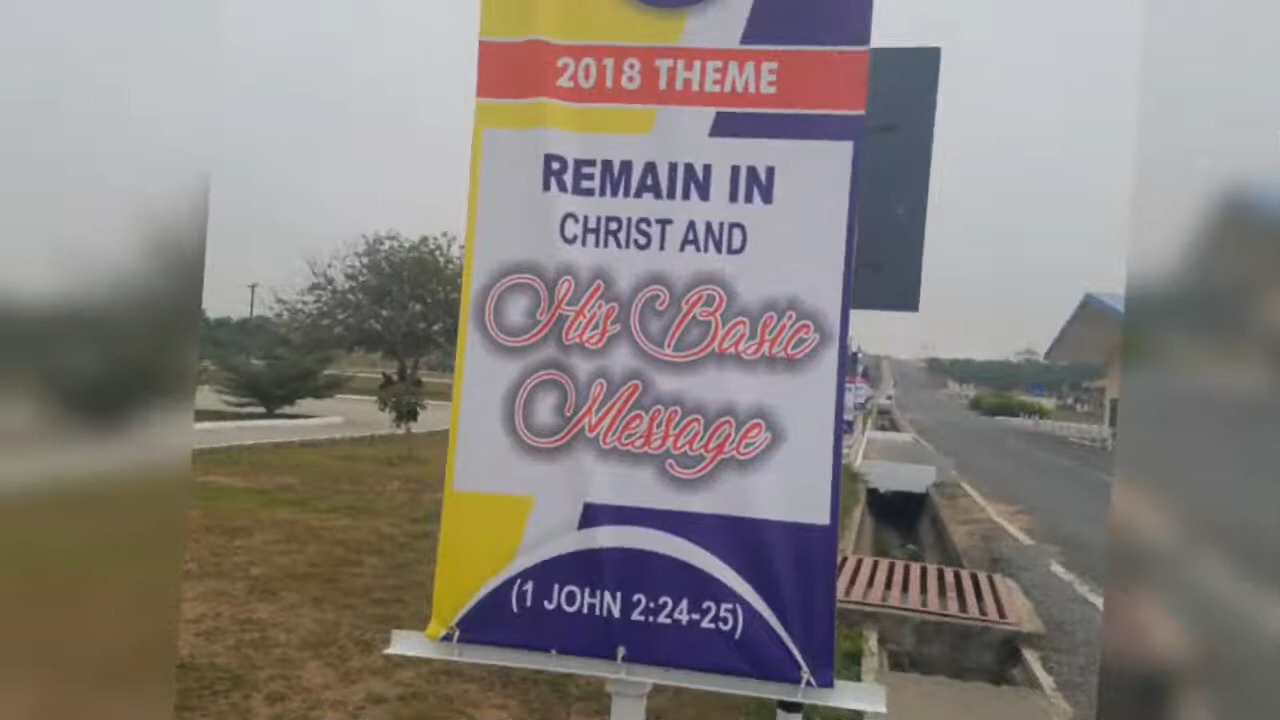 2018 THEME
REMAIN IN
CHRIST AND
His Basic
Message
(1 JOHN 2:24-25)